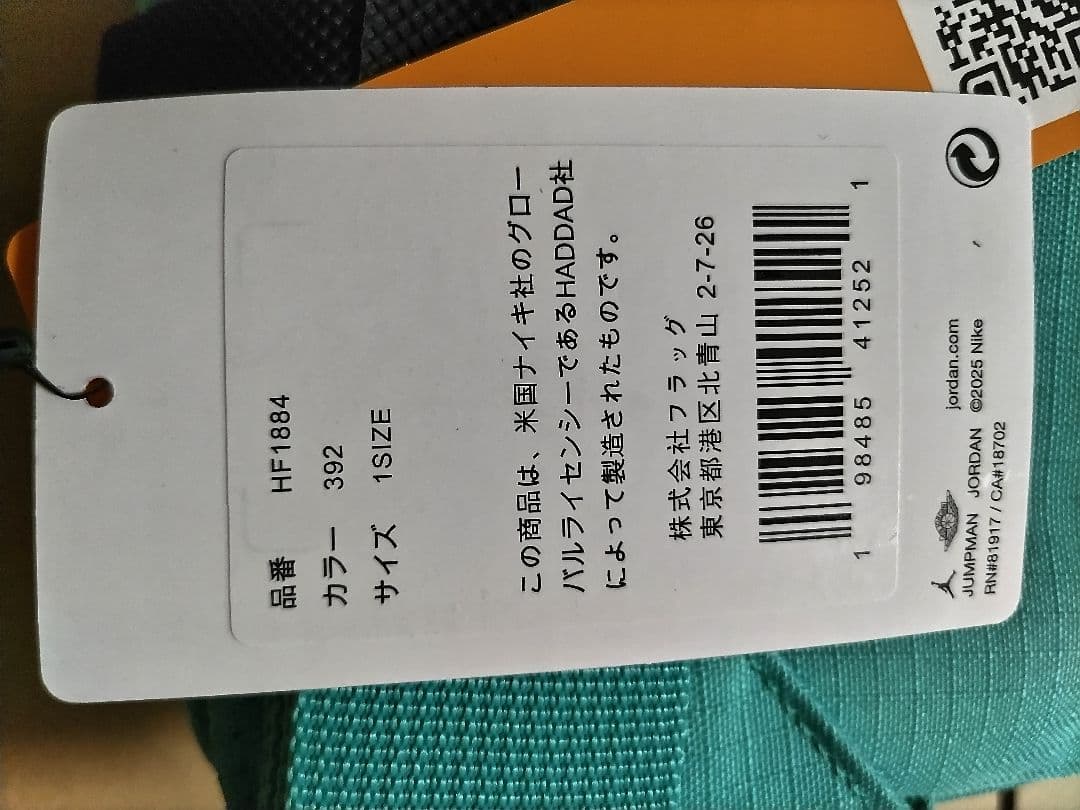 品番 HF1884
カラー 392
サイズ 1SIZE
この商品は、米国ナイキ社のグロー
バルライセンシーであるHADDAD社
によって製造されたものです。
株式会社フラッグ
東京都港区北青山 2-7-26
1 98485 41252 1
jordan.com
JUMPMAN JORDAN ©2025 Nike
RN#81917 / CA#18702